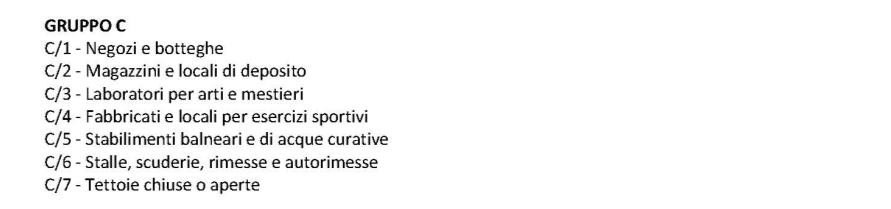 GRUPPO C
C/1 - Negozi e botteghe
C/2 - Magazzini e locali di deposito
C/3 - Laboratori per arti e mestieri
C/4 - Fabbricati e locali per esercizi sportivi
C/5 - Stabilimenti balneari e di acque curative
C/6 - Stalle, scuderie, rimesse e autorimesse
C/7 - Tettoie chiuse o aperte